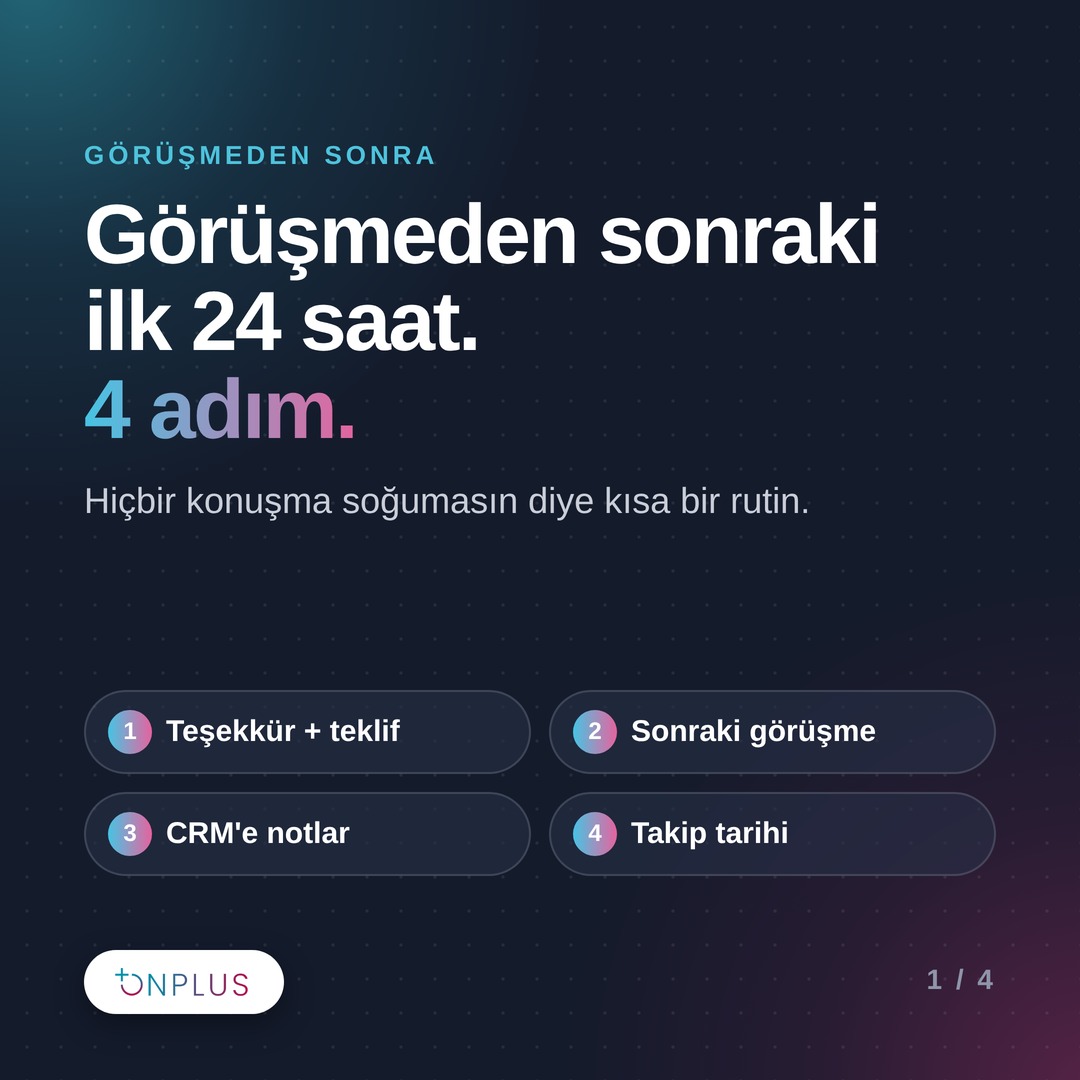 GÖRÜŞMEDEN SONRA
Görüşmeden sonraki
ilk 24 saat.
4 adım.
Hiçbir konuşma soğumasın diye kısa bir rutin.
1 Teşekkür + teklif
2 Sonraki görüşme
3 CRM'e notlar
4 Takip tarihi
ONPLUS
1 / 4